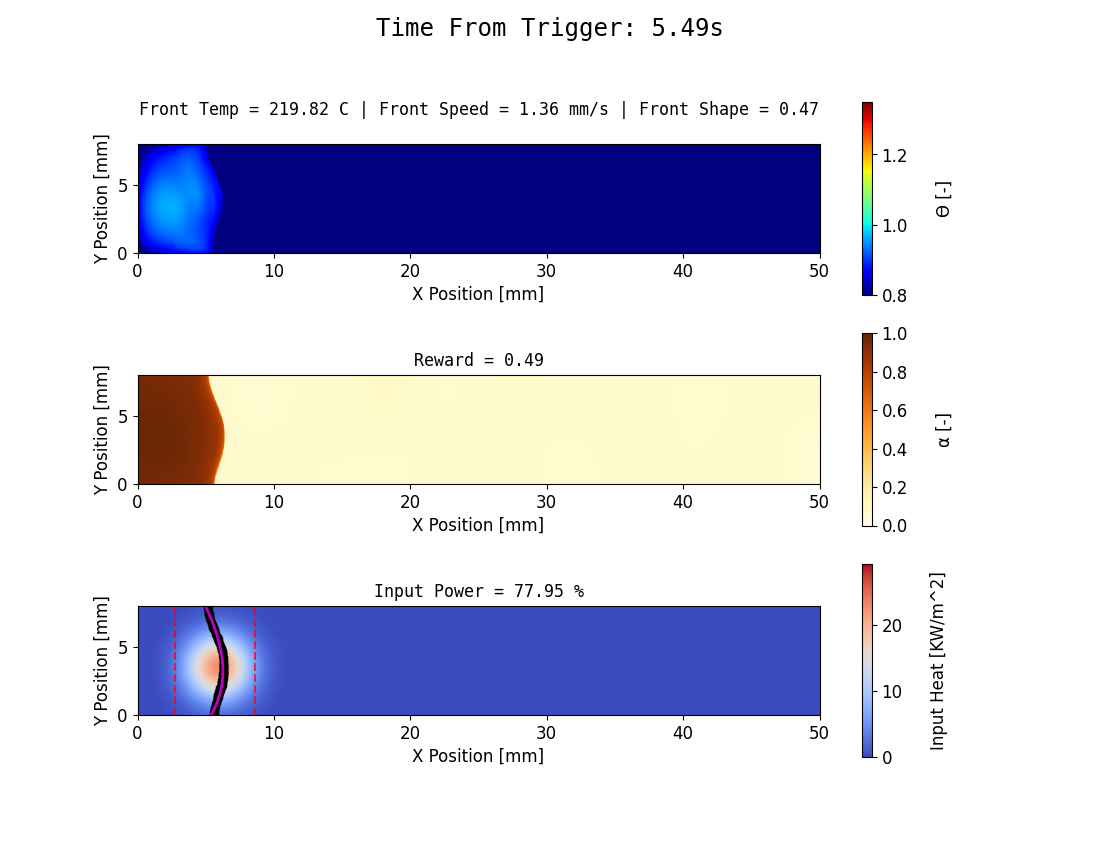 Time From Trigger: 5.49s
Front Temp = 219.82 C | Front Speed = 1.36 mm/s | Front Shape = 0.47
Y Position [mm]
5
0
0 10 20 30 40 50
X Position [mm]
1.2
1.0
0.8
Θ [-]
Reward = 0.49
Y Position [mm]
5
0
0 10 20 30 40 50
X Position [mm]
1.0
0.8
0.6
0.4
0.2
0.0
α [-]
Input Power = 77.95 %
Y Position [mm]
5
0
0 10 20 30 40 50
X Position [mm]
20
10
0
Input Heat [KW/m^2]